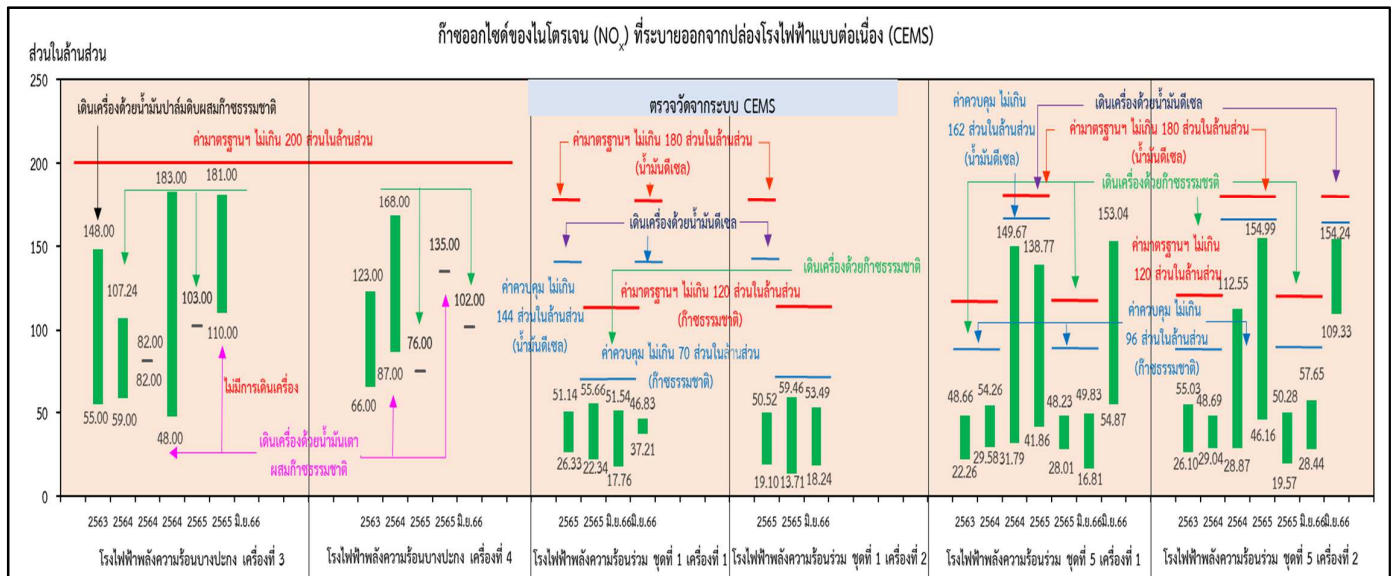 ก๊าซออกไซด์ของไนโตรเจน (NOx) ที่ระบายออกจากปล่องโรงไฟฟ้าแบบต่อเนื่อง (CEMS)
ส่วนในล้านส่วน
250
200
150
100
50
0
ตรวจวัดจากระบบ CEMS
เดินเครื่องด้วยน้ำมันปาล์มดิบผสมก๊าซธรรมชาติ
ค่ามาตรฐานฯ ไม่เกิน 200 ส่วนในล้านส่วน
148.00
55.00
107.24
59.00
82.00
82.00
183.00
48.00
103.00
181.00
110.00
ไม่มีการเดินเครื่อง
เดินเครื่องด้วยน้ำมันเตา
ผสมก๊าซธรรมชาติ
123.00
66.00
168.00
87.00
76.00
135.00
102.00
ค่ามาตรฐานฯ ไม่เกิน 180 ส่วนในล้านส่วน
(น้ำมันดีเซล)
เดินเครื่องด้วยน้ำมันดีเซล
เดินเครื่องด้วยก๊าซธรรมชาติ
ค่าควบคุม ไม่เกิน
144 ส่วนในล้านส่วน
(น้ำมันดีเซล)
ค่ามาตรฐานฯ ไม่เกิน 120 ส่วนในล้านส่วน
(ก๊าซธรรมชาติ)
ค่าควบคุม ไม่เกิน 70 ส่วนในล้านส่วน
(ก๊าซธรรมชาติ)
51.14
26.33
55.66
22.34
51.54
17.76
46.83
37.21
50.52
19.10
59.46
13.71
53.49
18.24
ค่าควบคุม ไม่เกิน
162 ส่วนในล้านส่วน
(น้ำมันดีเซล)
เดินเครื่องด้วยน้ำมันดีเซล
ค่ามาตรฐานฯ ไม่เกิน 180 ส่วนในล้านส่วน
(น้ำมันดีเซล)
เดินเครื่องด้วยก๊าซธรรมชรติ
ค่ามาตรฐานฯ ไม่เกิน
120 ส่วนในล้านส่วน
ค่าควบคุม ไม่เกิน
96 ส่วนในล้านส่วน
(ก๊าซธรรมชาติ)
48.66
22.26
54.26
29.58
149.67
31.79
138.77
41.86
48.23
28.01
49.83
16.81
153.04
54.87
55.03
26.10
48.69
29.04
112.55
28.87
154.99
46.16
50.28
19.57
57.65
28.44
154.24
109.33
2563 2564 2564 2564 2565 2565 มิ.ย.66
2563 2564 2565 2565 2565 มิ.ย.66
2565 2565 มิ.ย.66มิ.ย.66
2565 2565 มิ.ย.66
2563 2564 2564 2565 2565 มิ.ย.66มิ.ย.66
2563 2564 2564 2565 2565 มิ.ย.66มิ.ย.66
โรงไฟฟ้าพลังความร้อนบางปะกง เครื่องที่ 3
โรงไฟฟ้าพลังความร้อนบางปะกง เครื่องที่ 4
โรงไฟฟ้าพลังความร้อนร่วม ชุดที่ 1 เครื่องที่ 1
โรงไฟฟ้าพลังความร้อนร่วม ชุดที่ 1 เครื่องที่ 2
โรงไฟฟ้าพลังความร้อนร่วม ชุดที่ 5 เครื่องที่ 1
โรงไฟฟ้าพลังความร้อนร่วม ชุดที่ 5 เครื่องที่ 2